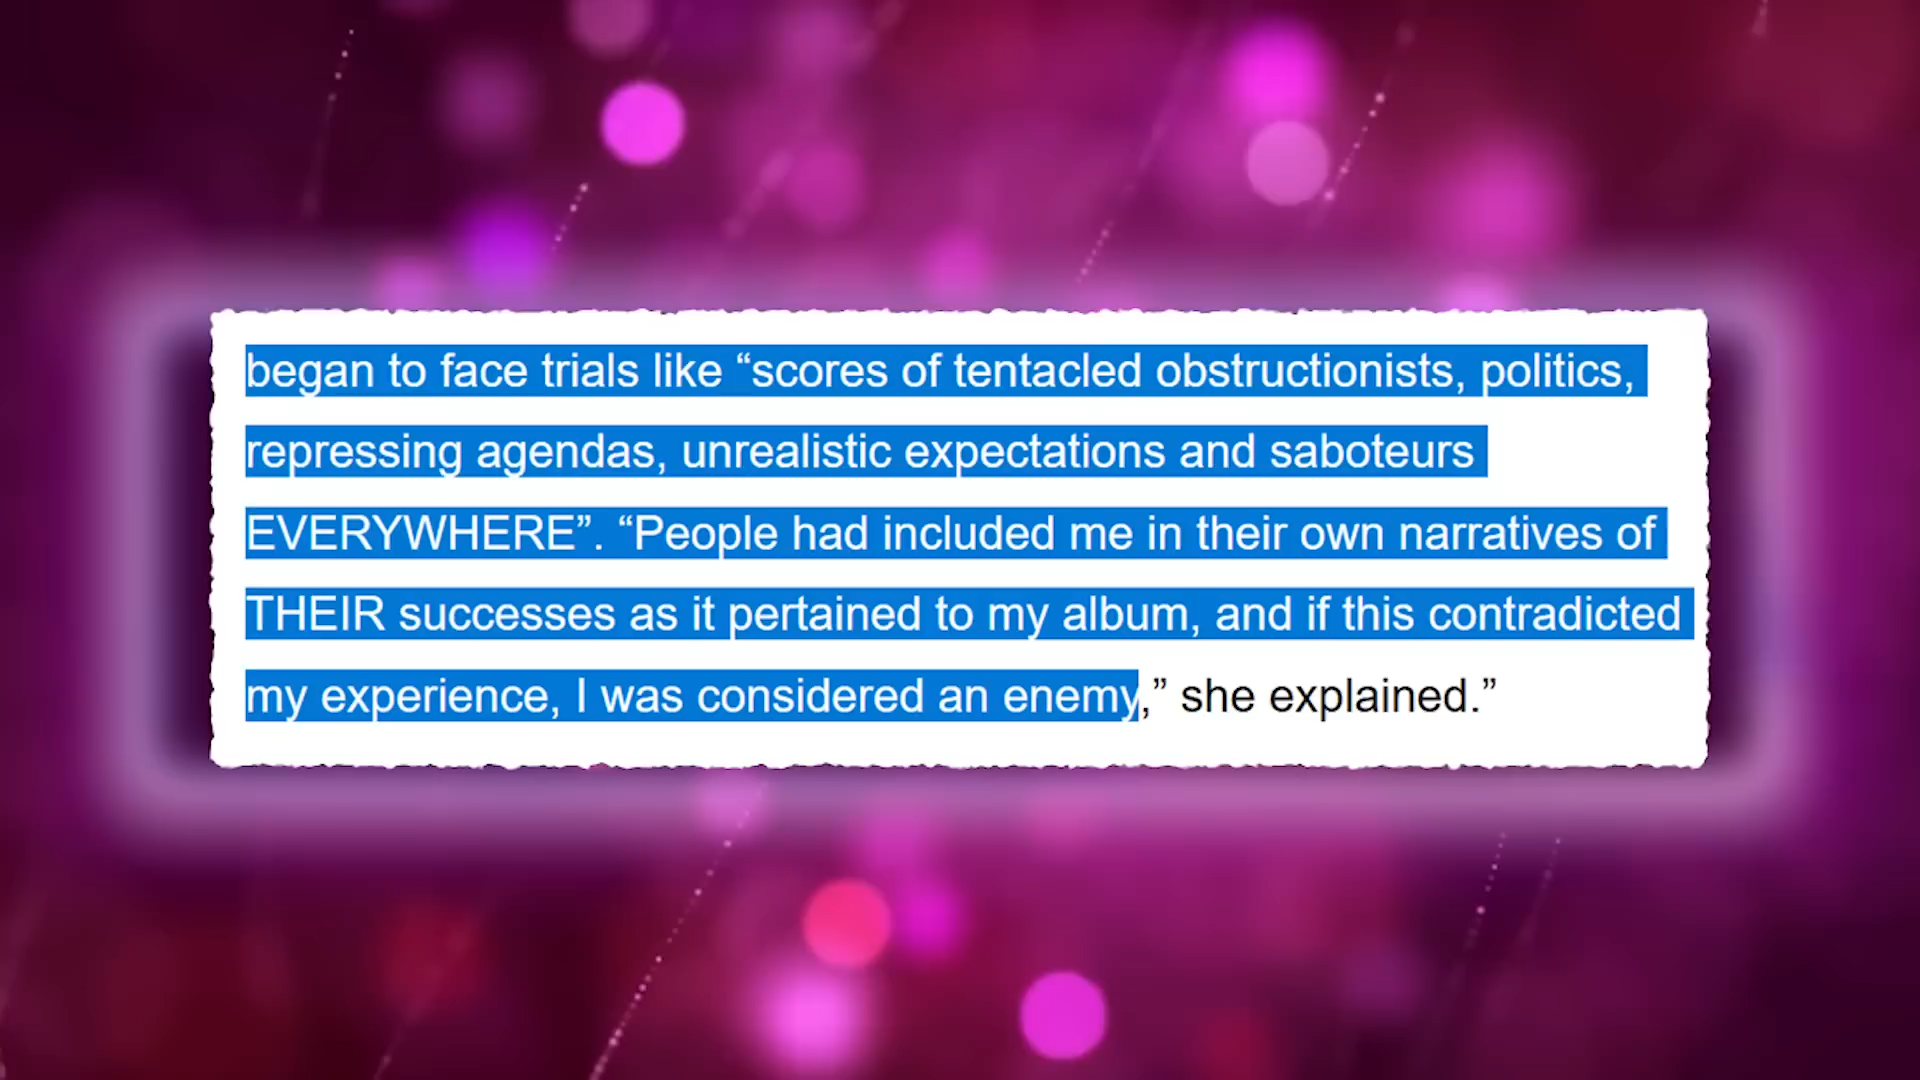 began to face trials like “scores of tentacled obstructionists, politics,
repressing agendas, unrealistic expectations and saboteurs
EVERYWHERE”. “People had included me in their own narratives of
THEIR successes as it pertained to my album, and if this contradicted
my experience, I was considered an enemy,” she explained.”